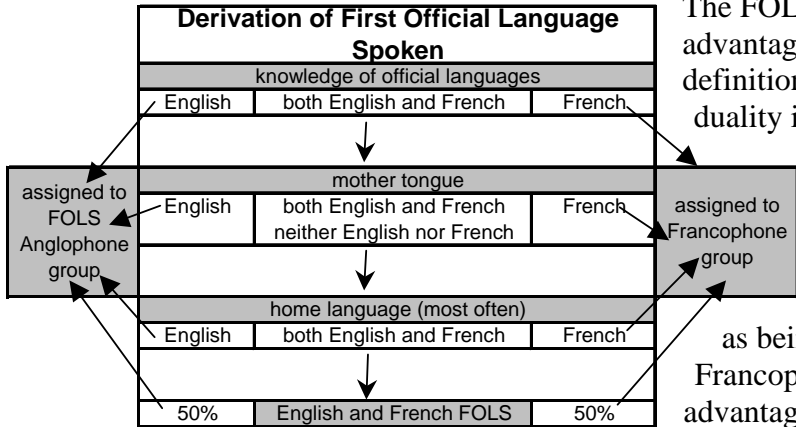 Derivation of First Official Language
Spoken
knowledge of official languages
English both English and French French
mother tongue
English both English and French French
neither English nor French
home language (most often)
English both English and French French
50% English and French FOLS 50%
assigned to
FOLS
Anglophone
group
assigned to
Francophone
group
The
advantag
definition
duality i
as bei
Francop
advantag